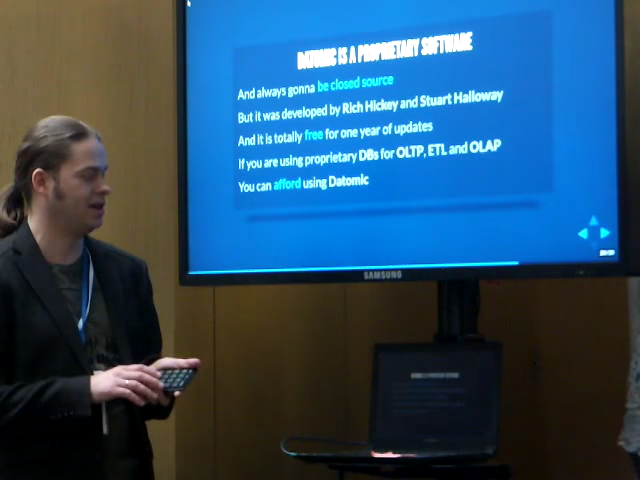 DATOMIC IS A PROPRIETARY SOFTWARE
And always gonna be closed source
But it was developed by Rich Hickey and Stuart Halloway
And it is totally free for one year of updates
If you are using proprietary DBs for OLTP, ETL and OLAP
You can afford using Datomic
SAMSUNG